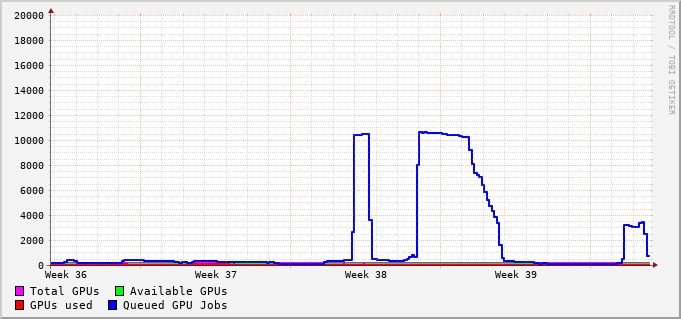 RRDTOOL / TOBI OETIKER
20000
18000
16000
14000
12000
10000
8000
6000
4000
2000
0
Week 36 Week 37 Week 38 Week 39
Total GPUs Available GPUs
GPUs used Queued GPU Jobs